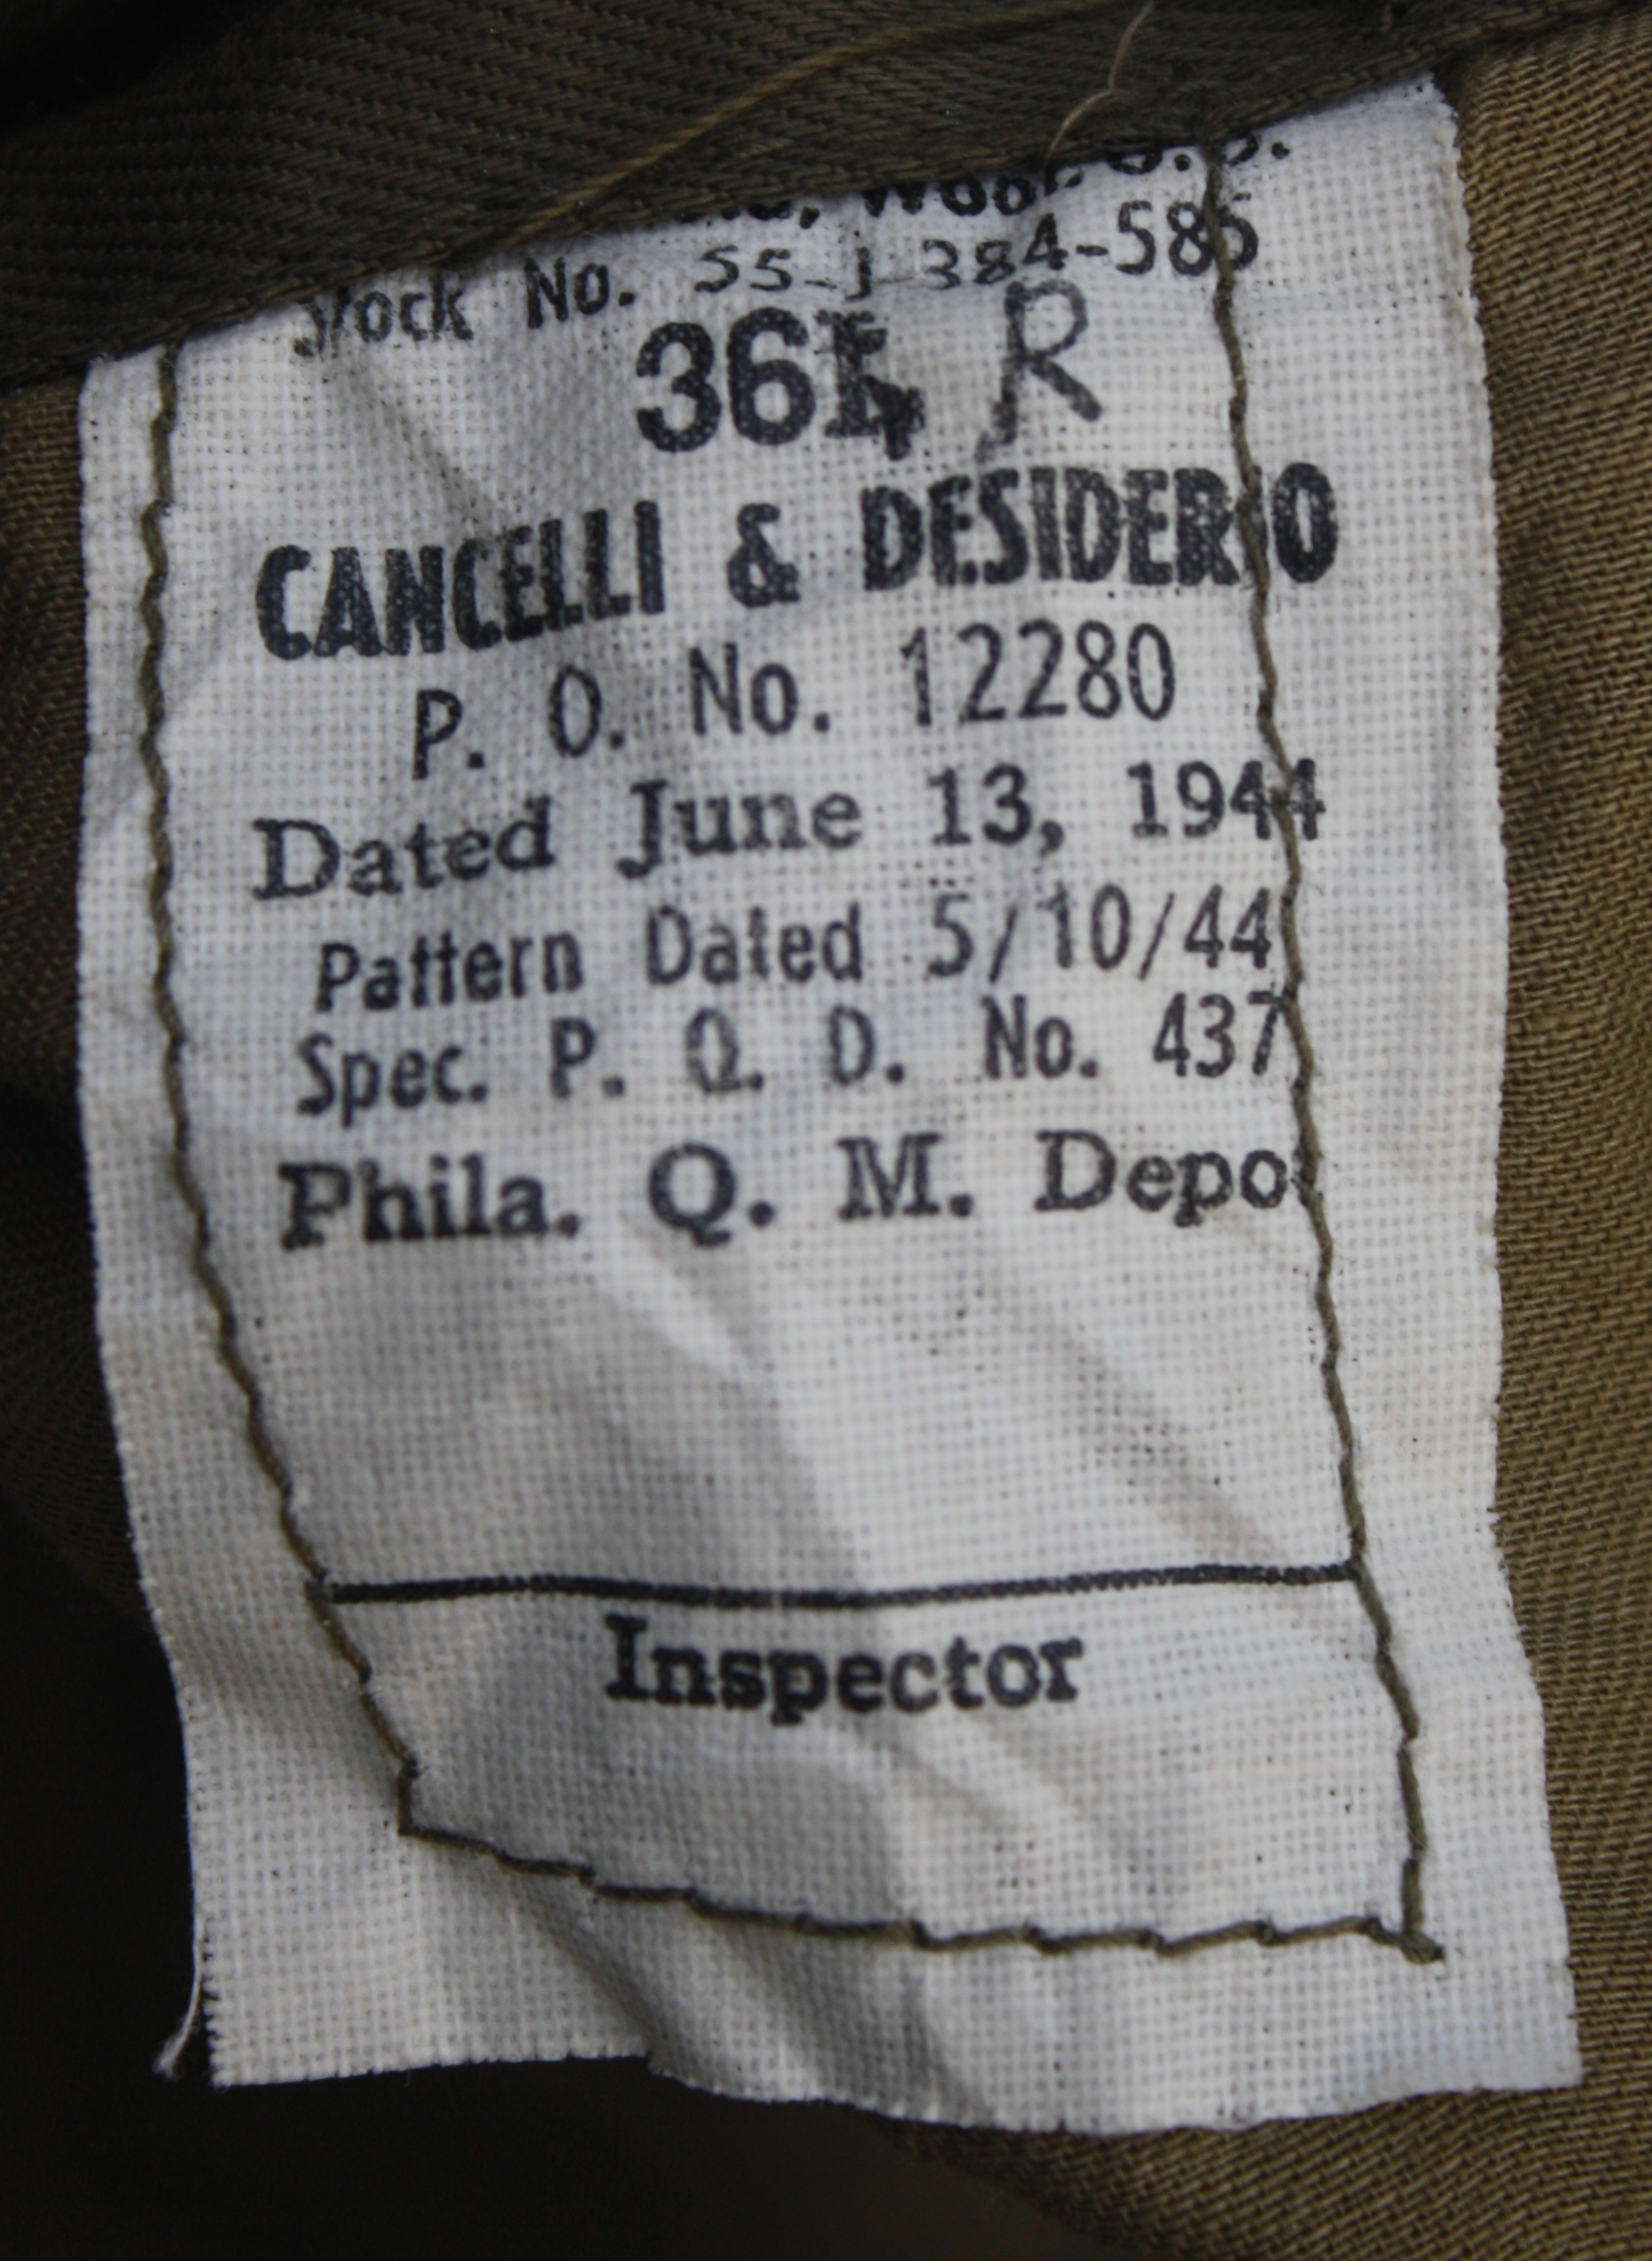 Wool, O. D.
Stock No. 55-J-384-585
36L R
CANCELLI & DESIDERIO
P. O. No. 12280
Dated June 13, 1944
Pattern Dated 5/10/44
Spec. P. Q. D. No. 437
Phila. Q. M. Depot
Inspector